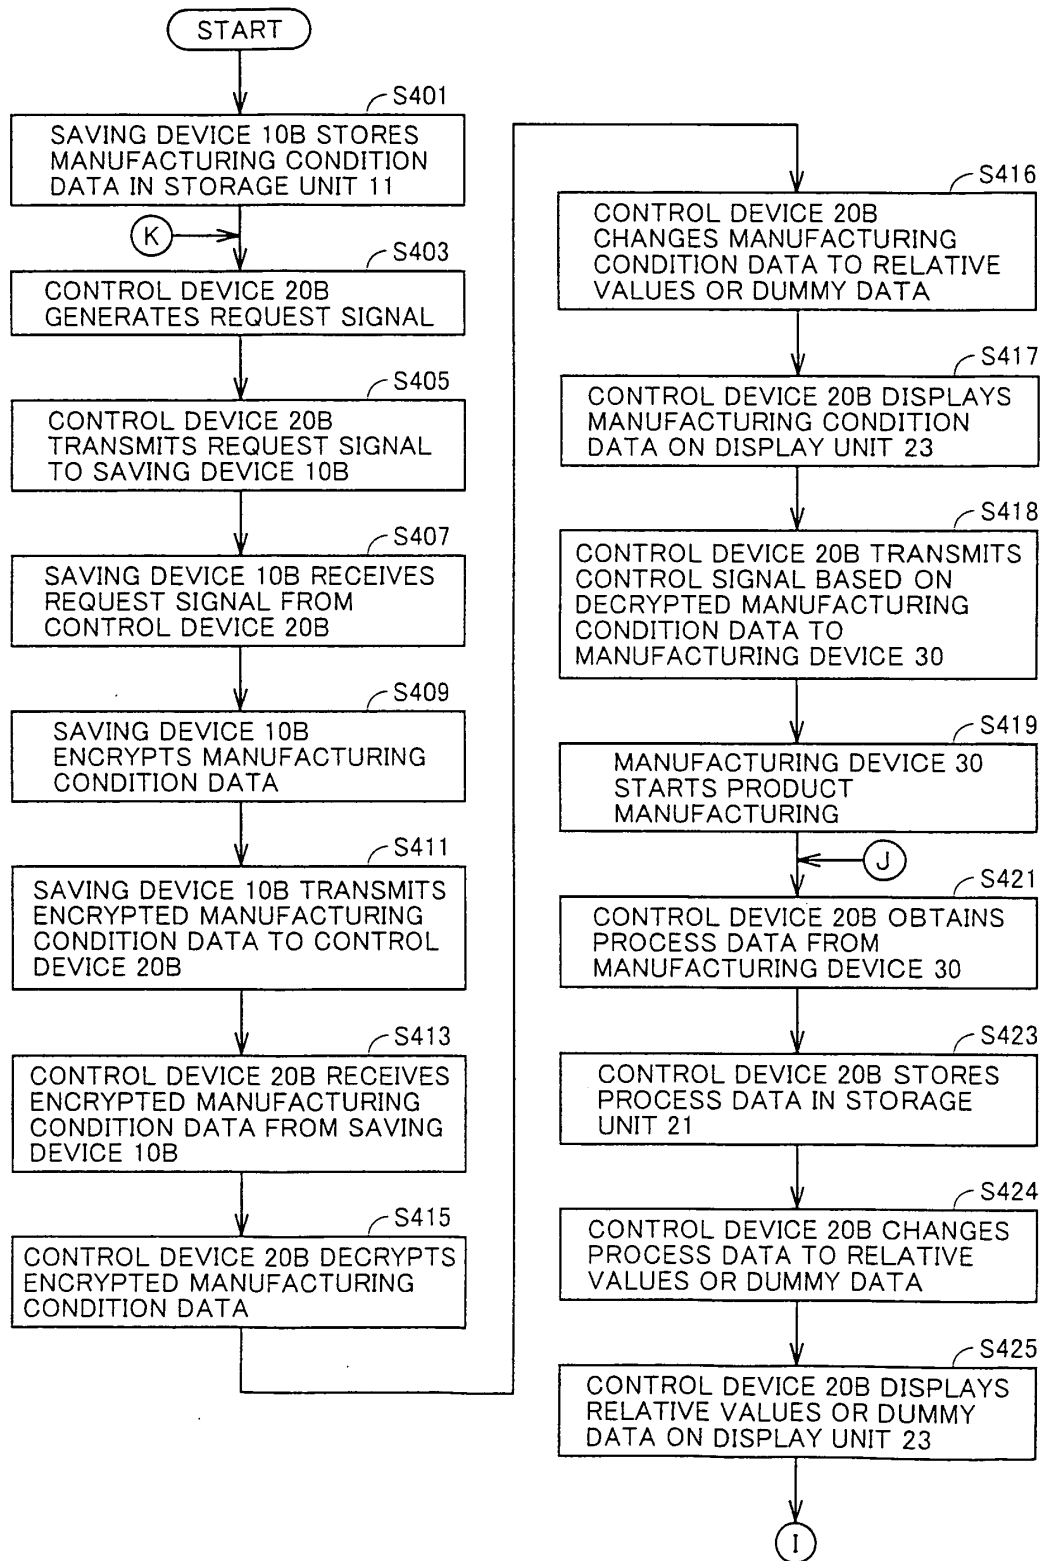 START
S401
SAVING DEVICE 10B STORES
MANUFACTURING CONDITION
DATA IN STORAGE UNIT 11
K
S403
CONTROL DEVICE 20B
GENERATES REQUEST SIGNAL
S405
CONTROL DEVICE 20B
TRANSMITS REQUEST SIGNAL
TO SAVING DEVICE 10B
S407
SAVING DEVICE 10B RECEIVES
REQUEST SIGNAL FROM
CONTROL DEVICE 20B
S409
SAVING DEVICE 10B
ENCRYPTS MANUFACTURING
CONDITION DATA
S411
SAVING DEVICE 10B TRANSMITS
ENCRYPTED MANUFACTURING
CONDITION DATA TO CONTROL
DEVICE 20B
S413
CONTROL DEVICE 20B RECEIVES
ENCRYPTED MANUFACTURING
CONDITION DATA FROM SAVING
DEVICE 10B
S415
CONTROL DEVICE 20B DECRYPTS
ENCRYPTED MANUFACTURING
CONDITION DATA
S416
CONTROL DEVICE 20B
CHANGES MANUFACTURING
CONDITION DATA TO RELATIVE
VALUES OR DUMMY DATA
S417
CONTROL DEVICE 20B DISPLAYS
MANUFACTURING CONDITION
DATA ON DISPLAY UNIT 23
S418
CONTROL DEVICE 20B TRANSMITS
CONTROL SIGNAL BASED ON
DECRYPTED MANUFACTURING
CONDITION DATA TO
MANUFACTURING DEVICE 30
S419
MANUFACTURING DEVICE 30
STARTS PRODUCT
MANUFACTURING
J
S421
CONTROL DEVICE 20B OBTAINS
PROCESS DATA FROM
MANUFACTURING DEVICE 30
S423
CONTROL DEVICE 20B STORES
PROCESS DATA IN STORAGE
UNIT 21
S424
CONTROL DEVICE 20B CHANGES
PROCESS DATA TO RELATIVE
VALUES OR DUMMY DATA
S425
CONTROL DEVICE 20B DISPLAYS
RELATIVE VALUES OR DUMMY
DATA ON DISPLAY UNIT 23
I